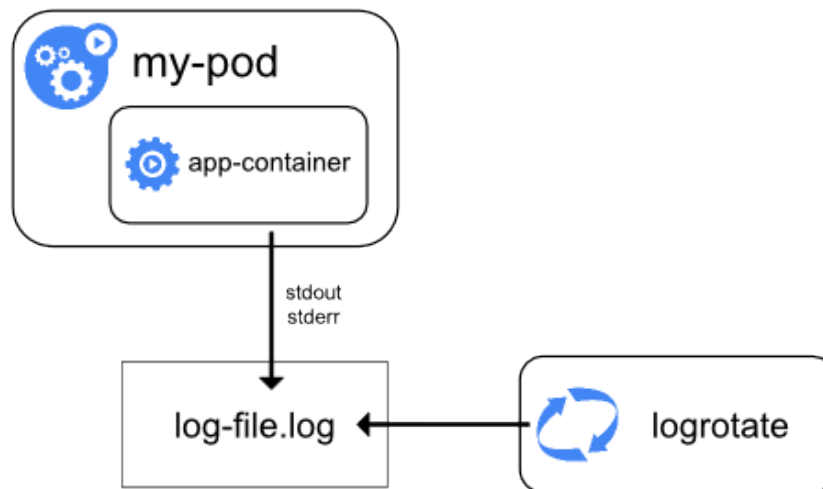 my-pod
app-container
stdout
stderr
log-file.log
logrotate